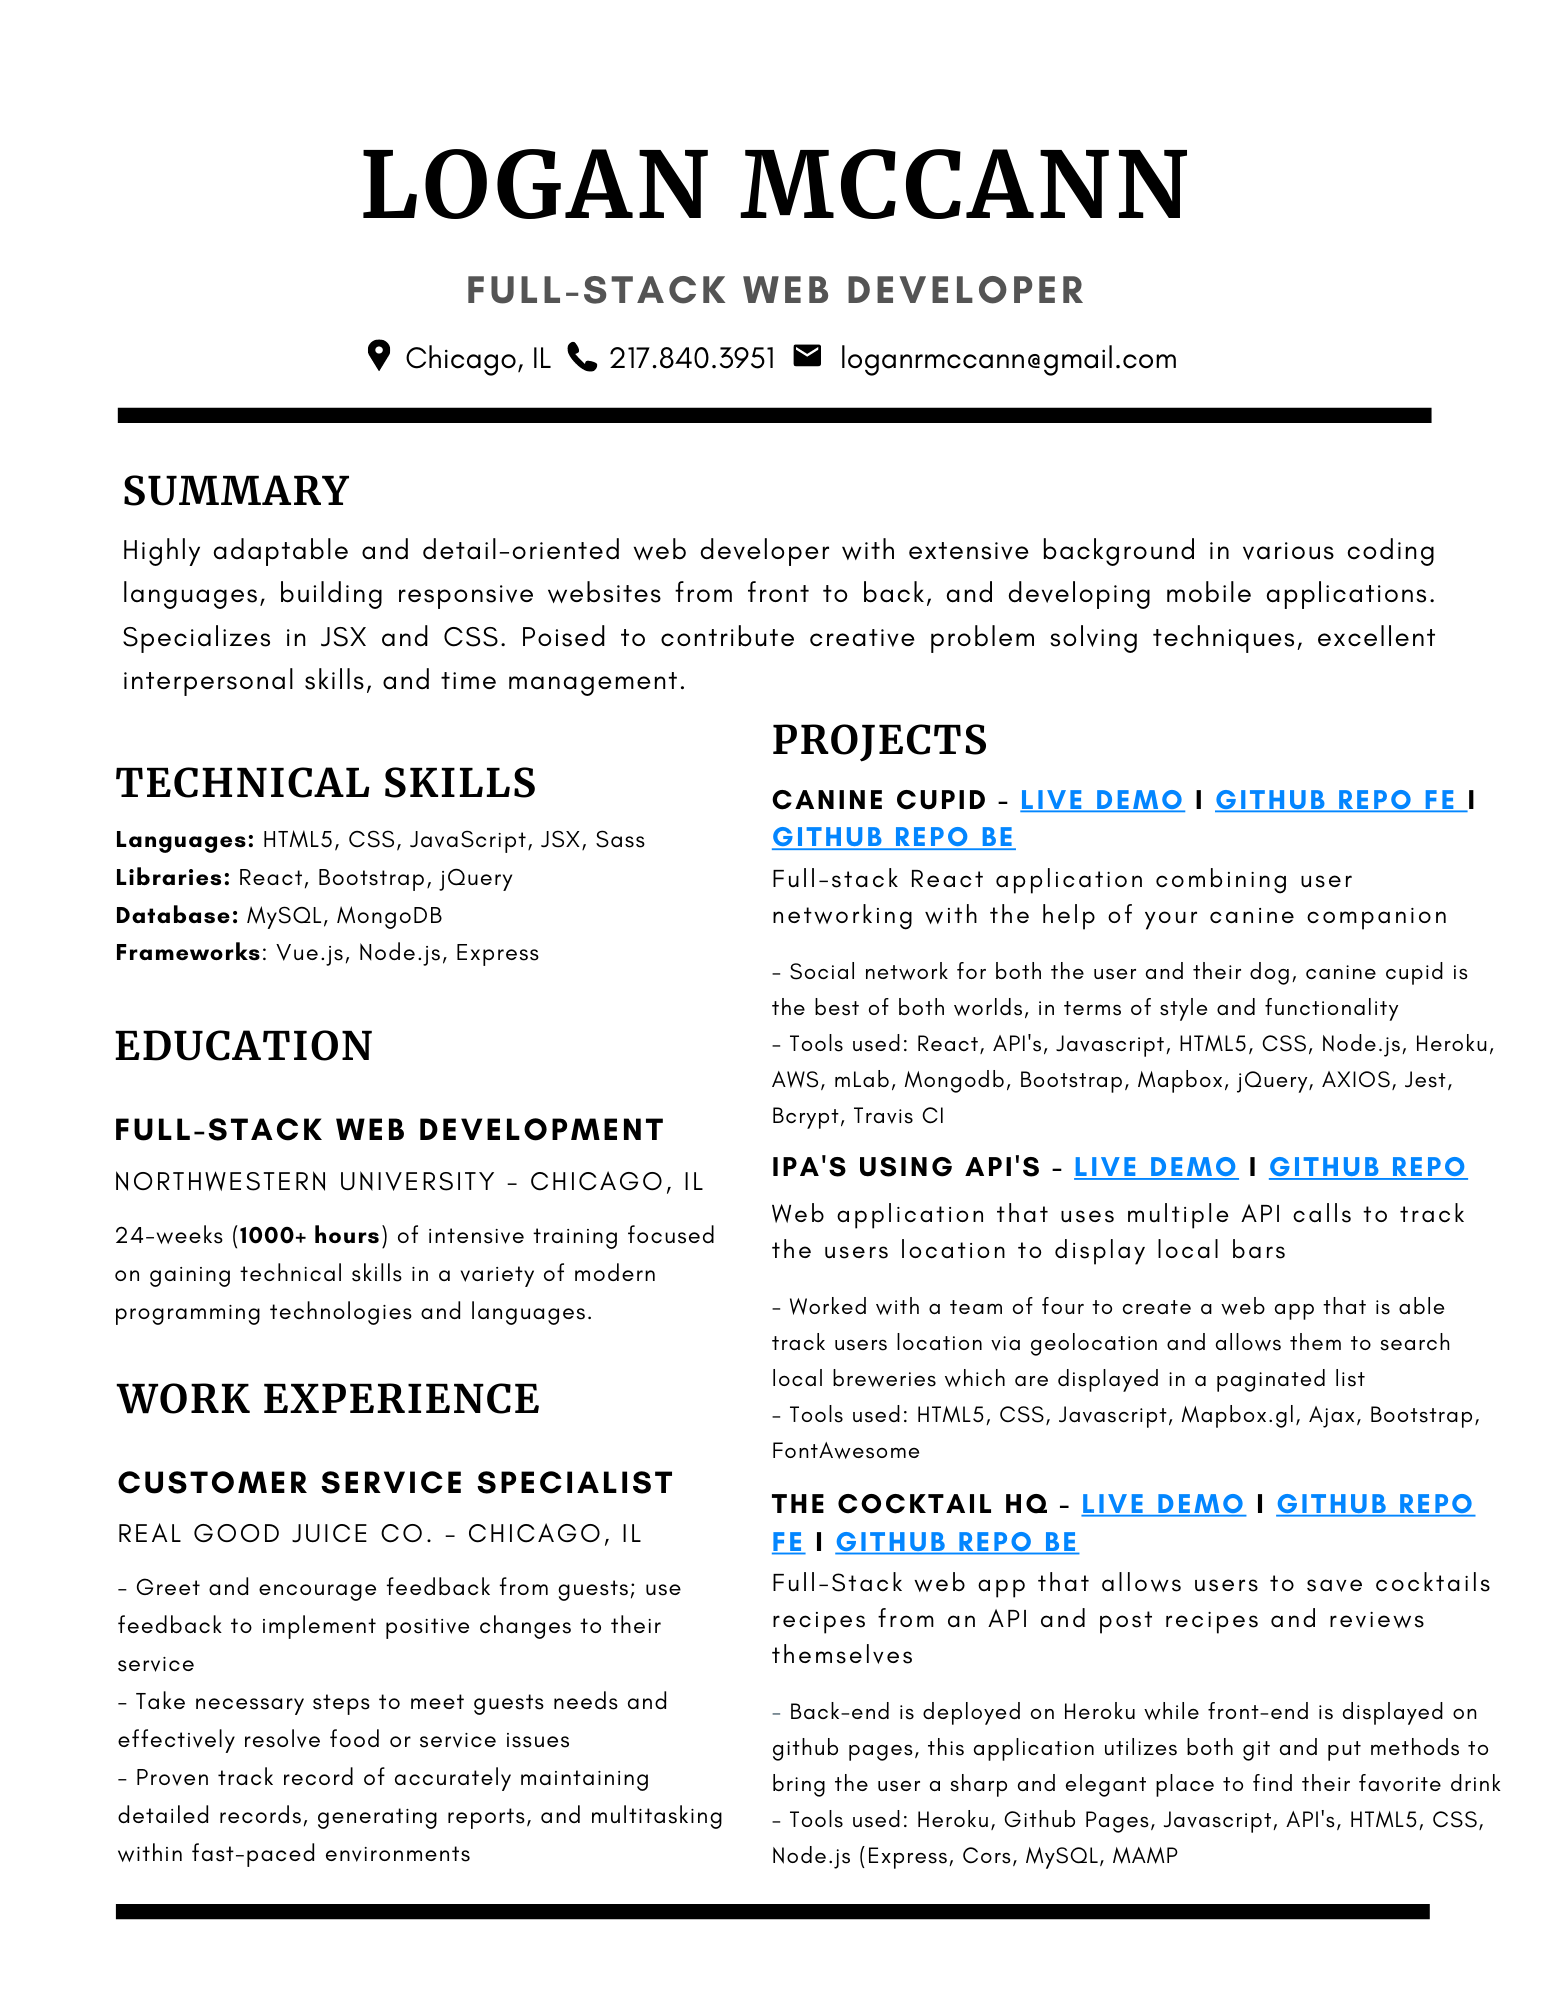 LOGAN MCCANN
FULL-STACK WEB DEVELOPER
Chicago, IL 217.840.3951 loganrmccann@gmail.com
SUMMARY
Highly adaptable and detail-oriented web developer with extensive background in various coding
languages, building responsive websites from front to back, and developing mobile applications.
Specializes in JSX and CSS. Poised to contribute creative problem solving techniques, excellent
interpersonal skills, and time management.
TECHNICAL SKILLS
Languages: HTML5, CSS, JavaScript, JSX, Sass
Libraries: React, Bootstrap, jQuery
Database: MySQL, MongoDB
Frameworks: Vue.js, Node.js, Express
EDUCATION
FULL-STACK WEB DEVELOPMENT
NORTHWESTERN UNIVERSITY - CHICAGO, IL
24-weeks (1000+ hours) of intensive training focused
on gaining technical skills in a variety of modern
programming technologies and languages.
WORK EXPERIENCE
CUSTOMER SERVICE SPECIALIST
REAL GOOD JUICE CO. - CHICAGO, IL
- Greet and encourage feedback from guests; use
feedback to implement positive changes to their
service
- Take necessary steps to meet guests needs and
effectively resolve food or service issues
- Proven track record of accurately maintaining
detailed records, generating reports, and multitasking
within fast-paced environments
PROJECTS
CANINE CUPID - LIVE DEMO I GITHUB REPO FE I
GITHUB REPO BE
Full-stack React application combining user
networking with the help of your canine companion
- Social network for both the user and their dog, canine cupid is
the best of both worlds, in terms of style and functionality
- Tools used: React, API's, Javascript, HTML5, CSS, Node.js, Heroku,
AWS, mLab, Mongodb, Bootstrap, Mapbox, jQuery, AXIOS, Jest,
Bcrypt, Travis CI
IPA'S USING API'S - LIVE DEMO I GITHUB REPO
Web application that uses multiple API calls to track
the users location to display local bars
- Worked with a team of four to create a web app that is able
track users location via geolocation and allows them to search
local breweries which are displayed in a paginated list
- Tools used: HTML5, CSS, Javascript, Mapbox.gl, Ajax, Bootstrap,
FontAwesome
THE COCKTAIL HQ - LIVE DEMO I GITHUB REPO
FE I GITHUB REPO BE
Full-Stack web app that allows users to save cocktails
recipes from an API and post recipes and reviews
themselves
- Back-end is deployed on Heroku while front-end is displayed on
github pages, this application utilizes both git and put methods to
bring the user a sharp and elegant place to find their favorite drink
- Tools used: Heroku, Github Pages, Javascript, API's, HTML5, CSS,
Node.js (Express, Cors, MySQL, MAMP